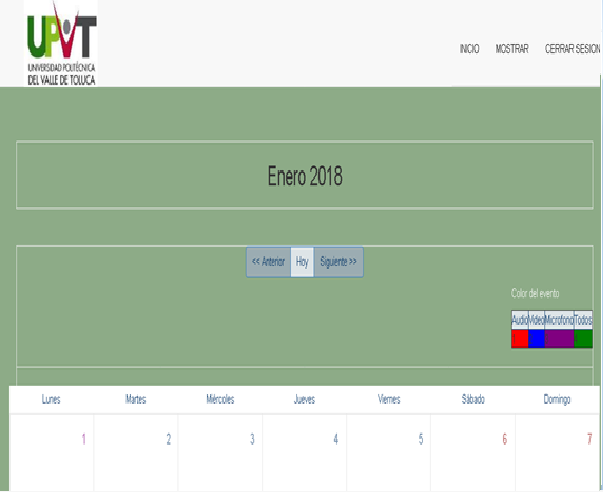 UPVT
UNIVERSIDAD POLITÉCNICA
DEL VALLE DE TOLUCA
INICIO MOSTRAR CERRAR SESION
Enero 2018
<< Anterior Hoy Siguiente >>
Color del evento
Audio Video Microfono Todos
Lunes Martes Miércoles Jueves Viernes Sábado Domingo
1 2 3 4 5 6 7